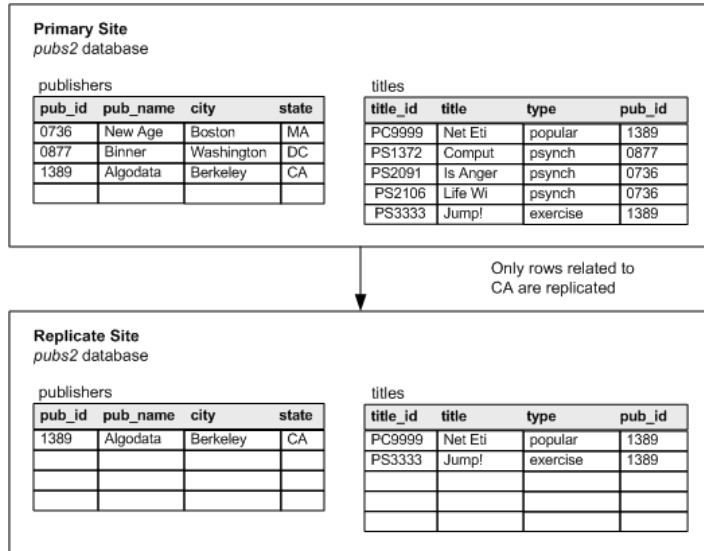 Primary Site
pubs2 database
publishers
pub_id pub_name city state
0736 New Age Boston MA
0877 Binner Washington DC
1389 Algodata Berkeley CA
titles
title_id title type pub_id
PC9999 Net Eti popular 1389
PS1372 Comput psynch 0877
PS2091 Is Anger psynch 0736
PS2106 Life Wi psynch 0736
PS3333 Jump! exercise 1389
Only rows related to
CA are replicated
Replicate Site
pubs2 database
publishers
pub_id pub_name city state
1389 Algodata Berkeley CA
titles
title_id title type pub_id
PC9999 Net Eti popular 1389
PS3333 Jump! exercise 1389